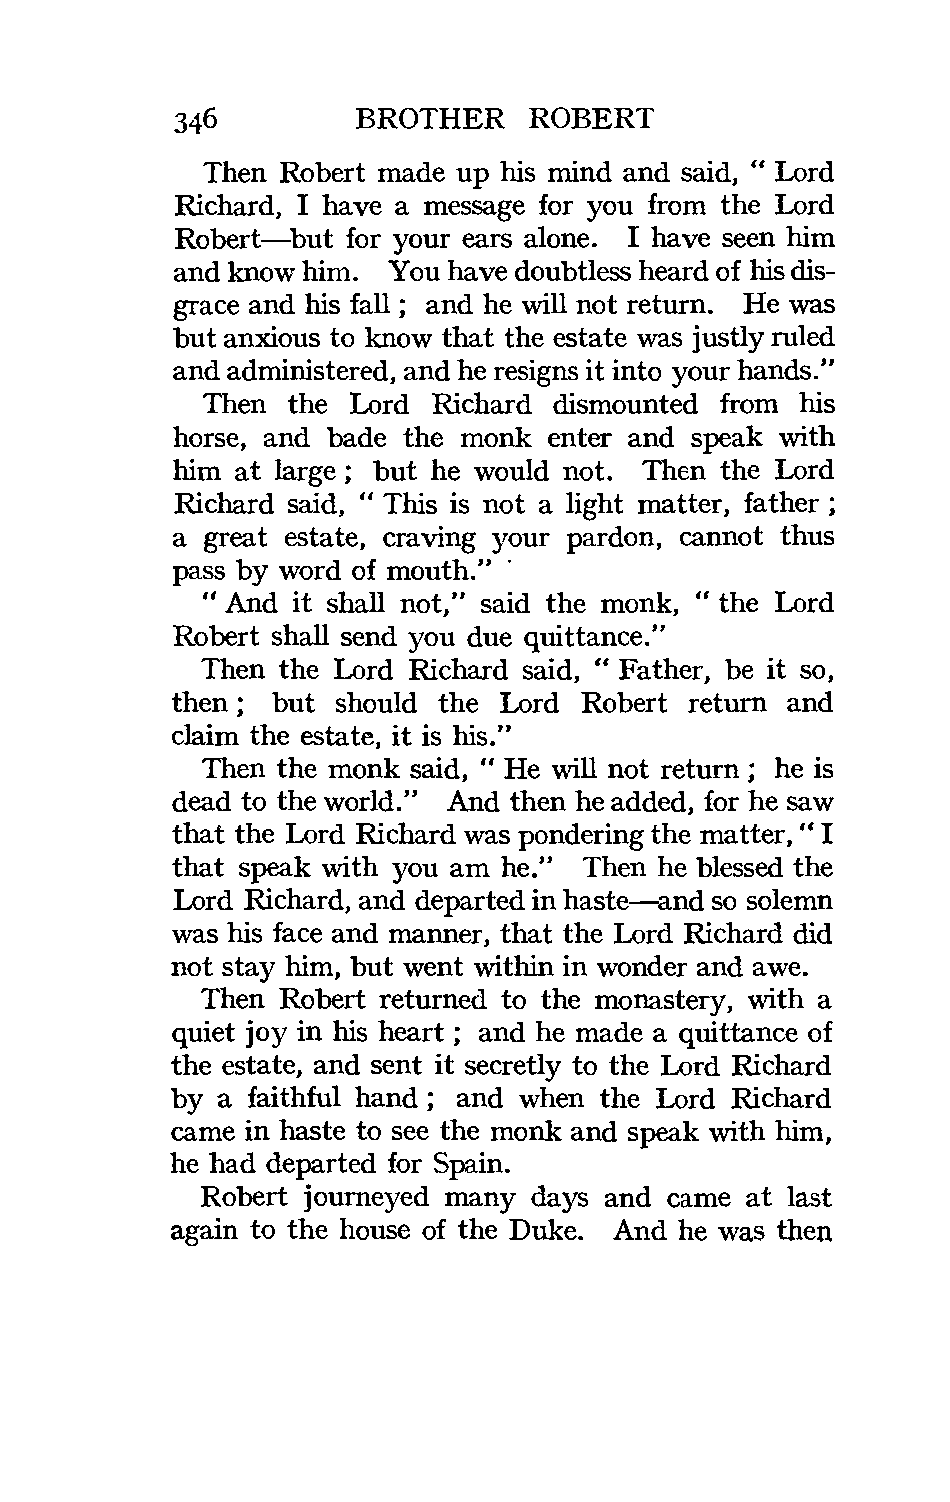 346 BROTHER ROBERT
Then Robert made up his mind and said, “ Lord
Richard, I have a message for you from the Lord
Robert—but for your ears alone. I have seen him
and know him. You have doubtless heard of his dis-
grace and his fall ; and he will not return. He was
but anxious to know that the estate was justly ruled
and administered, and he resigns it into your hands.”
Then the Lord Richard dismounted from his
horse, and bade the monk enter and speak with
him at large ; but he would not. Then the Lord
Richard said, “ This is not a light matter, father ;
a great estate, craving your pardon, cannot thus
pass by word of mouth.”
“ And it shall not,” said the monk, “ the Lord
Robert shall send you due quittance.”
Then the Lord Richard said, “ Father, be it so,
then ; but should the Lord Robert return and
claim the estate, it is his.”
Then the monk said, “ He will not return ; he is
dead to the world.” And then he added, for he saw
that the Lord Richard was pondering the matter, “ I
that speak with you am he.” Then he blessed the
Lord Richard, and departed in haste—and so solemn
was his face and manner, that the Lord Richard did
not stay him, but went within in wonder and awe.
Then Robert returned to the monastery, with a
quiet joy in his heart ; and he made a quittance of
the estate, and sent it secretly to the Lord Richard
by a faithful hand ; and when the Lord Richard
came in haste to see the monk and speak with him,
he had departed for Spain.
Robert journeyed many days and came at last
again to the house of the Duke. And he was then